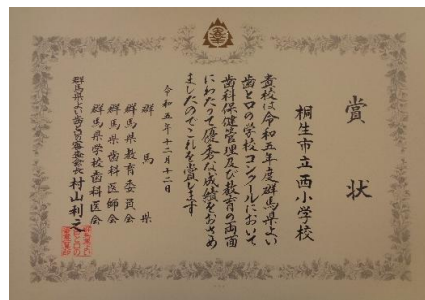 賞状
桐生市立西小学校
貴校は令和五年度群馬県よい
歯と口の学校コンクールにおいて
歯科保健管理及び教育の両面
にわたって優秀な成績をおさめ
ましたのでこれを賞します
令和五年十二月十二日
群馬県
群馬県教育委員会
群馬県歯科医師会
群馬県学校歯科医会
村山利之